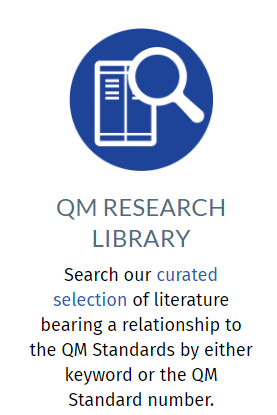 QM RESEARCH
LIBRARY
Search our curated
selection of literature
bearing a relationship to
the QM Standards by either
keyword or the QM
Standard number.